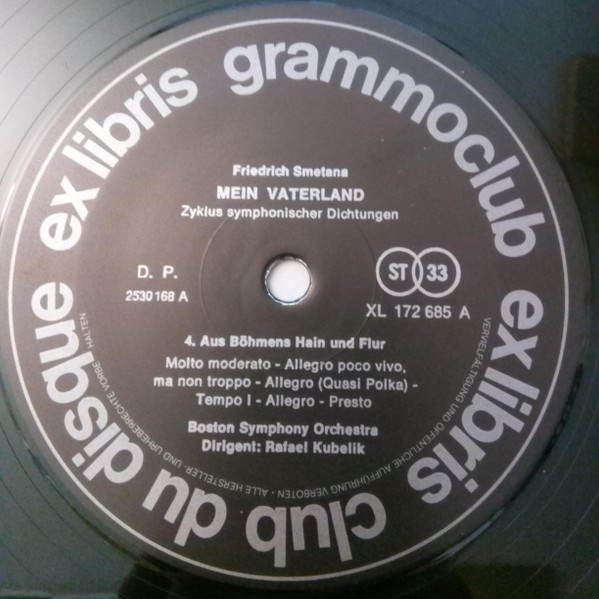 ex libris grammoclub
ex libris club du disque
Friedrich Smetana
MEIN VATERLAND
Zyklus symphonischer Dichtungen
D. P.
2530168 A
ST 33
XL 172 685 A
4. Aus Böhmens Hain und Flur
Molto moderato - Allegro poco vivo,
ma non troppo - Allegro (Quasi Polka) -
Tempo I - Allegro - Presto
Boston Symphony Orchestra
Dirigent: Rafael Kubelik
VERVIELFÄLTIGUNG UND ÖFFENTLICHE AUFFÜHRUNG VERBOTEN · ALLE HERSTELLER- UND URHEBERRECHTE VORBEHALTEN